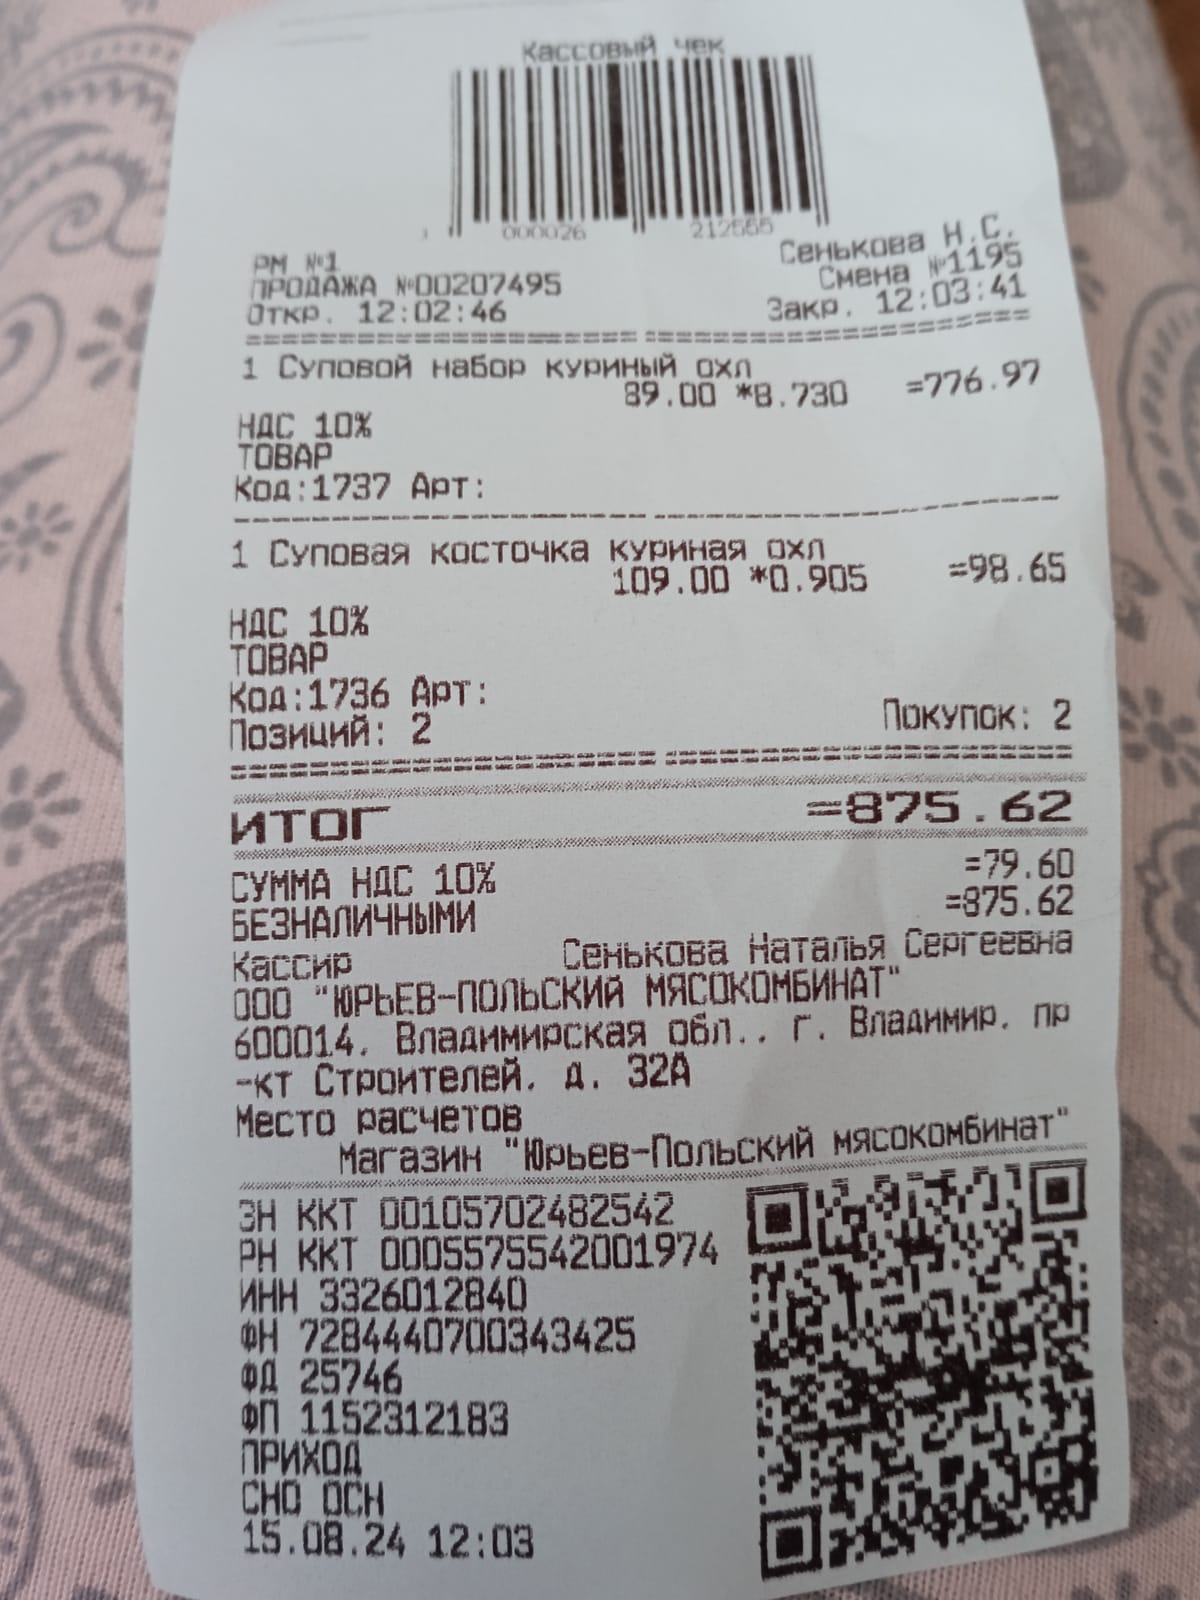 Кассовый чек
000026 212555
РМ №1 Сенькова Н.С.
ПРОДАЖА №00207495 Смена №1195
Откр. 12:02:46 Закр. 12:03:41
1 Суповой набор куриный охл
89.00 *8.730 =776.97
НДС 10%
ТОВАР
Код:1737 Арт:
1 Суповая косточка куриная охл
109.00 *0.905 =98.65
НДС 10%
ТОВАР
Код:1736 Арт:
Позиций: 2 Покупок: 2
ИТОГ =875.62
СУММА НДС 10% =79.60
БЕЗНАЛИЧНЫМИ =875.62
Кассир Сенькова Наталья Сергеевна
ООО "ЮРЬЕВ-ПОЛЬСКИЙ МЯСОКОМБИНАТ"
600014, Владимирская обл., г. Владимир, пр
-кт Строителей, д. 32А
Место расчетов
Магазин "Юрьев-Польский мясокомбинат"
ЗН ККТ 00105702482542
РН ККТ 0005575542001974
ИНН 3326012840
ФН 7284440700343425
ФД 25746
ФП 1152312183
ПРИХОД
СНО ОСН
15.08.24 12:03